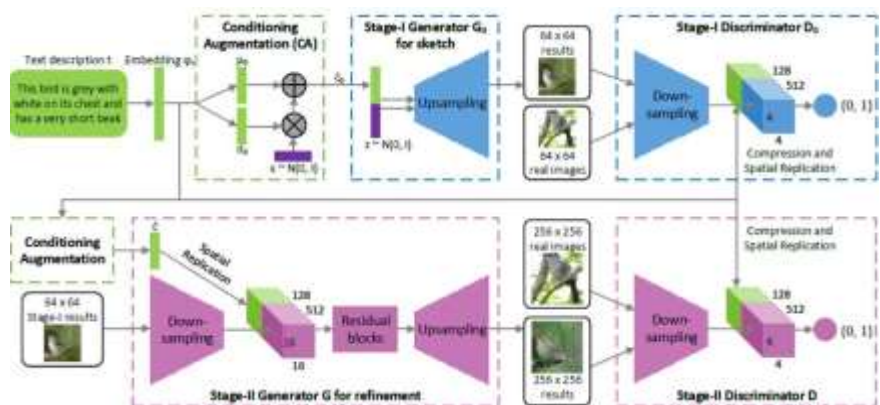 Conditioning
Augmentation (CA)
Text description t
Embedding φₜ
This bird is grey with
white on its chest and
has a very short beak
z ~ N(0, I)
Stage-I Generator G₀
for sketch
Upsampling
z ~ N(0, I)
64 x 64
results
64 x 64
real images
Stage-I Discriminator D₀
Down-
sampling
128
512
4
4
{0, 1}
Compression and
Spatial Replication
Conditioning
Augmentation
64 x 64
Stage-I results
Spatial
Replication
Down-
sampling
128
512
16
16
Residual
blocks
Upsampling
Stage-II Generator G for refinement
256 x 256
real images
256 x 256
results
Compression and
Spatial Replication
Down-
sampling
128
512
4
4
{0, 1}
Stage-II Discriminator D